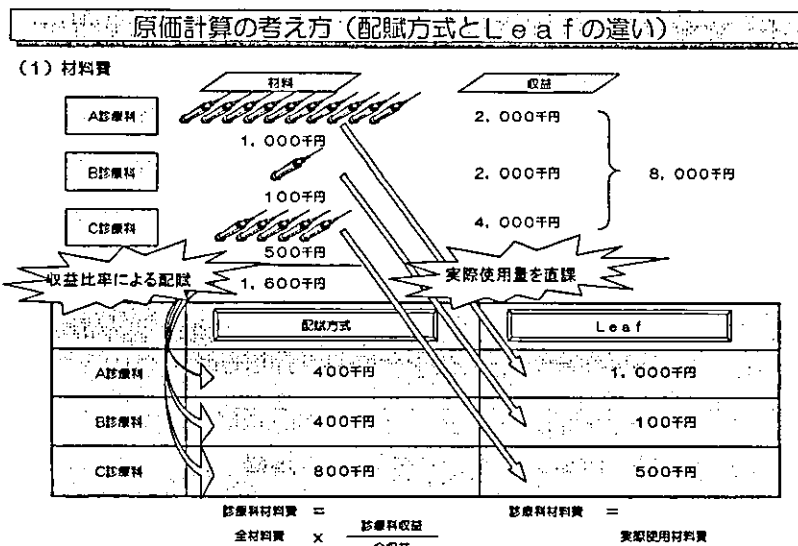 原価計算の考え方（配賦方式とLeafの違い）
（1）材料費
材料
収益
A診療科
2，000千円
1，000千円
B診療科
2，000千円
8，000千円
100千円
C診療科
4，000千円
500千円
収益比率による配賦
実際使用量を直課
1，600千円
配賦方式
Leaf
A診療科
400千円
1，000千円
B診療科
400千円
100千円
C診療科
800千円
500千円
診療科材料費 ＝
診療科材料費 ＝
全材料費 × 診療科収益
実際使用材料費